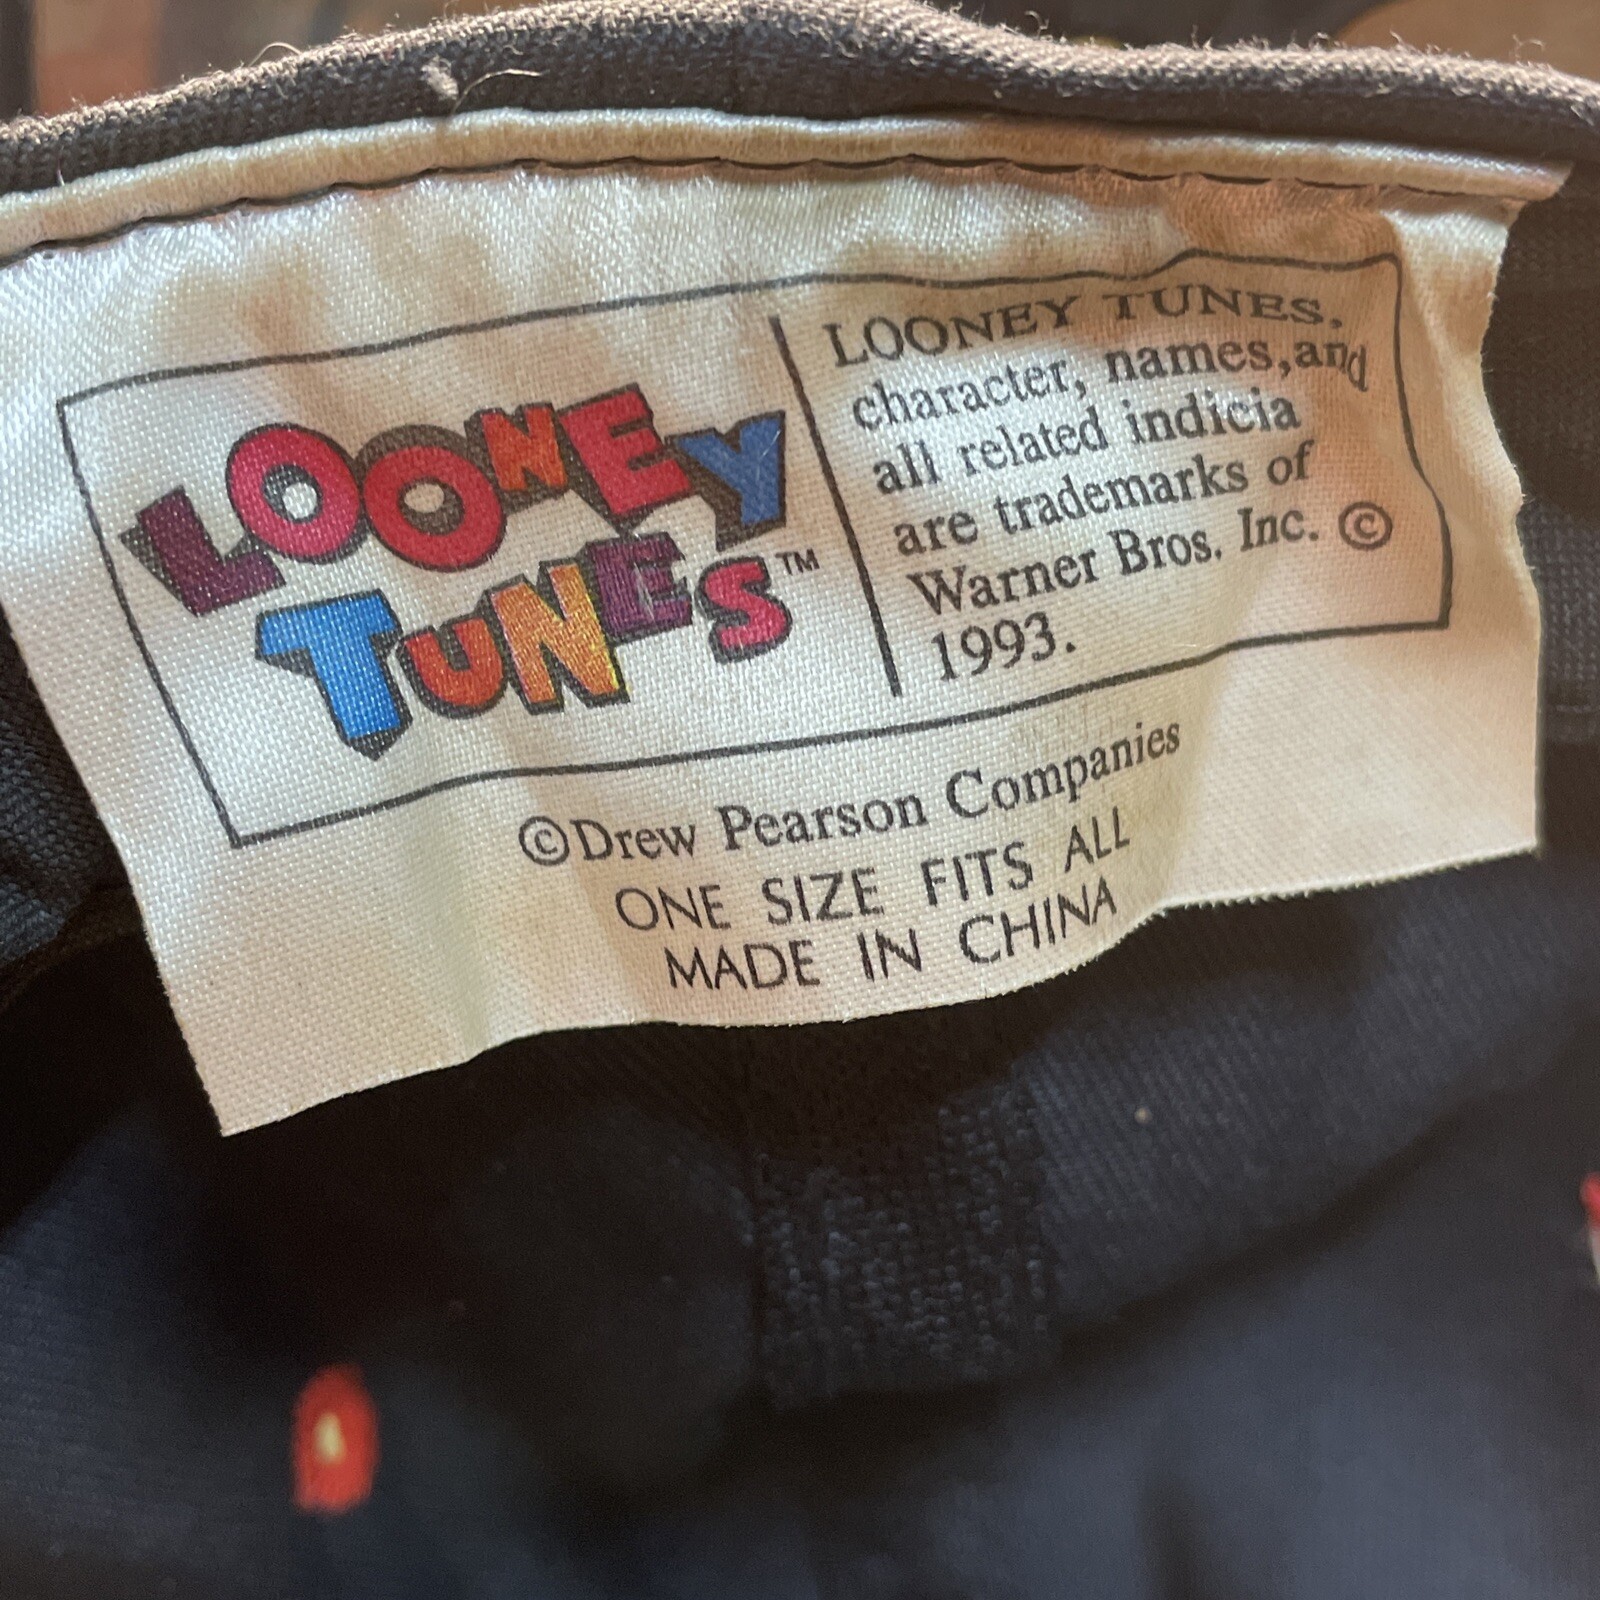 LOONEY
TUNES™
LOONEY TUNES.
character, names,and
all related indicia
are trademarks of
Warner Bros. Inc. ©
1993.
©Drew Pearson Companies
ONE SIZE FITS ALL
MADE IN CHINA